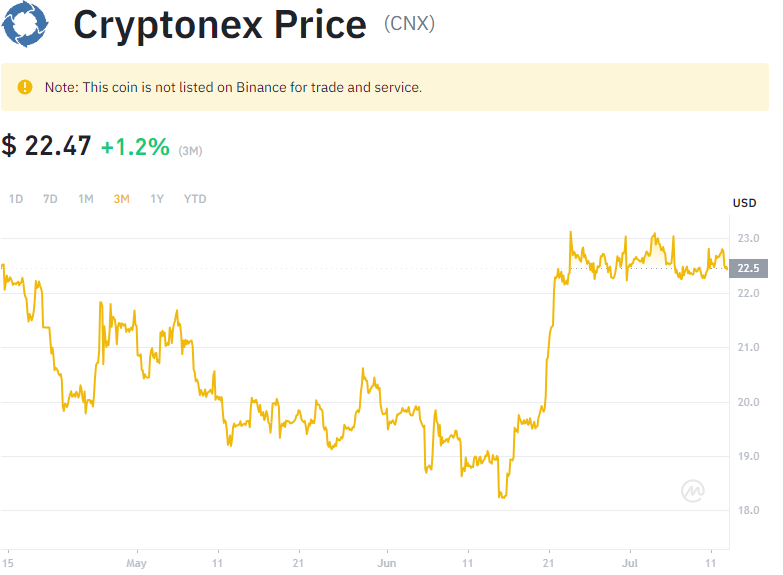 Cryptonex Price (CNX)
Note: This coin is not listed on Binance for trade and service.
$ 22.47 +1.2% (3M)
1D 7D 1M 3M 1Y YTD
USD
23.0
22.5
22.0
21.0
20.0
19.0
18.0
15 May 11 21 Jun 11 21 Jul 11